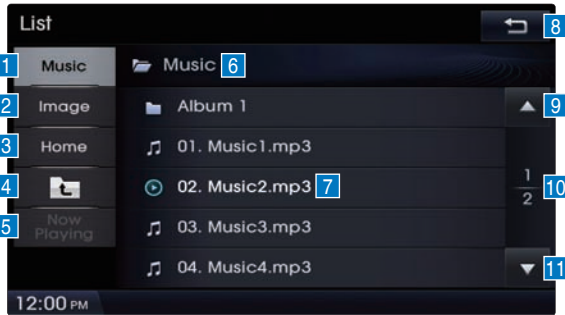 List
8
1 Music
Music 6
2 Image
Album 1
9
3 Home
01. Music1.mp3
4
02. Music2.mp3 7
1
2
10
5 Now
Playing
03. Music3.mp3
04. Music4.mp3
11
12:00 PM